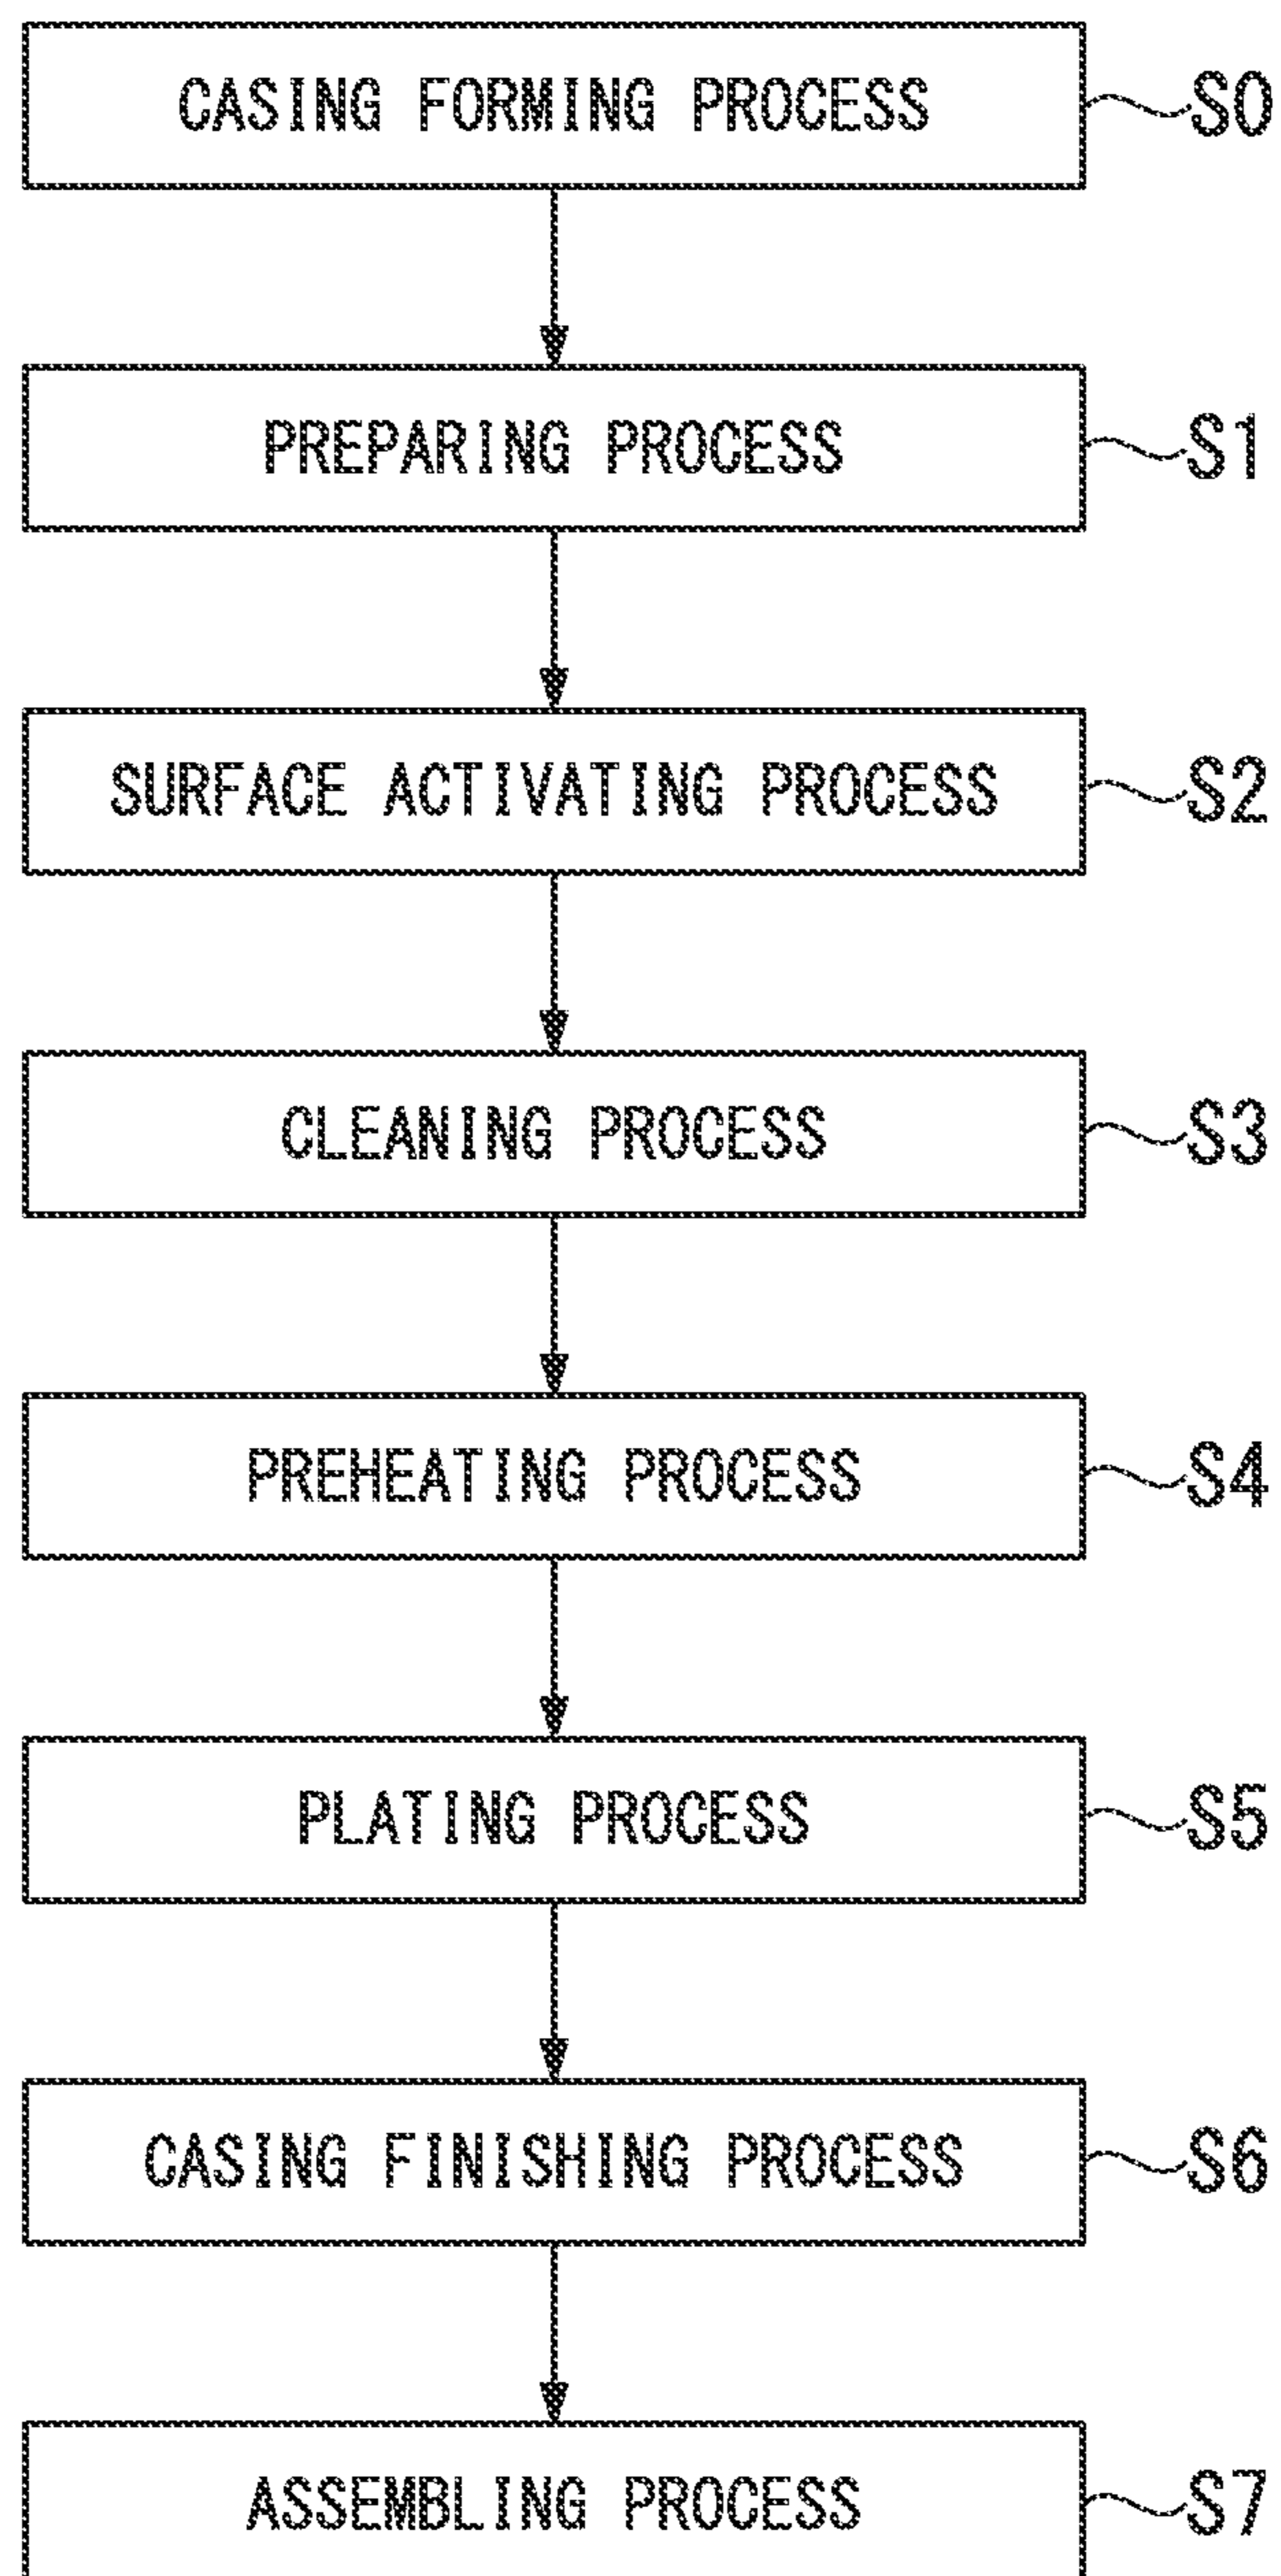 CASING FORMING PROCESS S0
PREPARING PROCESS S1
SURFACE ACTIVATING PROCESS S2
CLEANING PROCESS S3
PREHEATING PROCESS S4
PLATING PROCESS S5
CASING FINISHING PROCESS S6
ASSEMBLING PROCESS S7